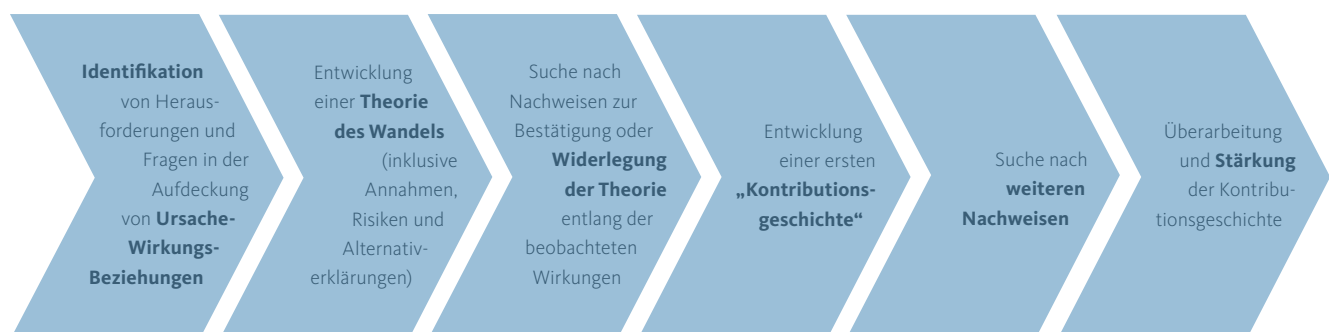 Identifikation
von Heraus-
forderungen und
Fragen in der
Aufdeckung
von Ursache-
Wirkungs-
Beziehungen
Entwicklung
einer Theorie
des Wandels
(inklusive
Annahmen,
Risiken und
Alternativ-
erklärungen)
Suche nach
Nachweisen zur
Bestätigung oder
Widerlegung
der Theorie
entlang der
beobachteten
Wirkungen
Entwicklung
einer ersten
„Kontributions-
geschichte“
Suche nach
weiteren
Nachweisen
Überarbeitung
und Stärkung
der Kontribu-
tionsgeschichte